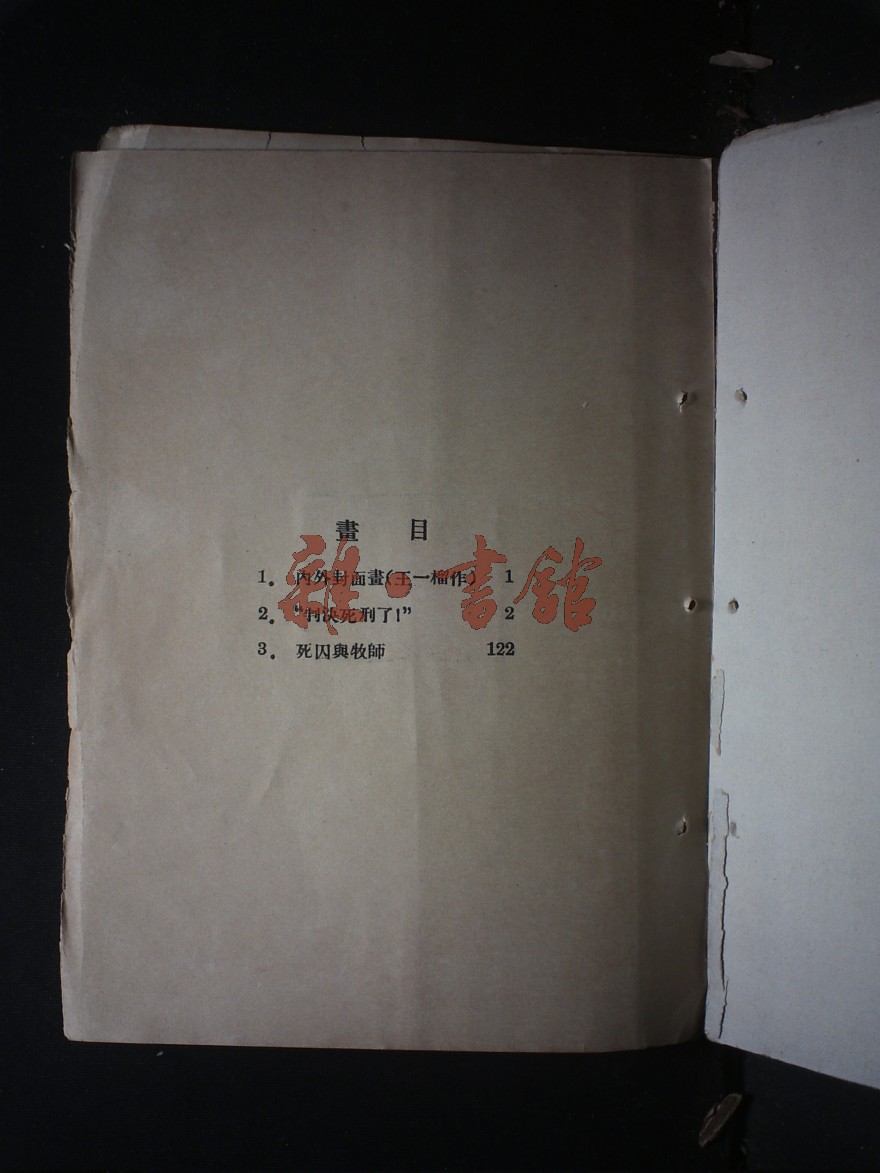 畫 目
1. 內外封面畫(王一榴作) 1
2. “判決死刑了!” 2
3. 死囚與牧師 122
雜·書館